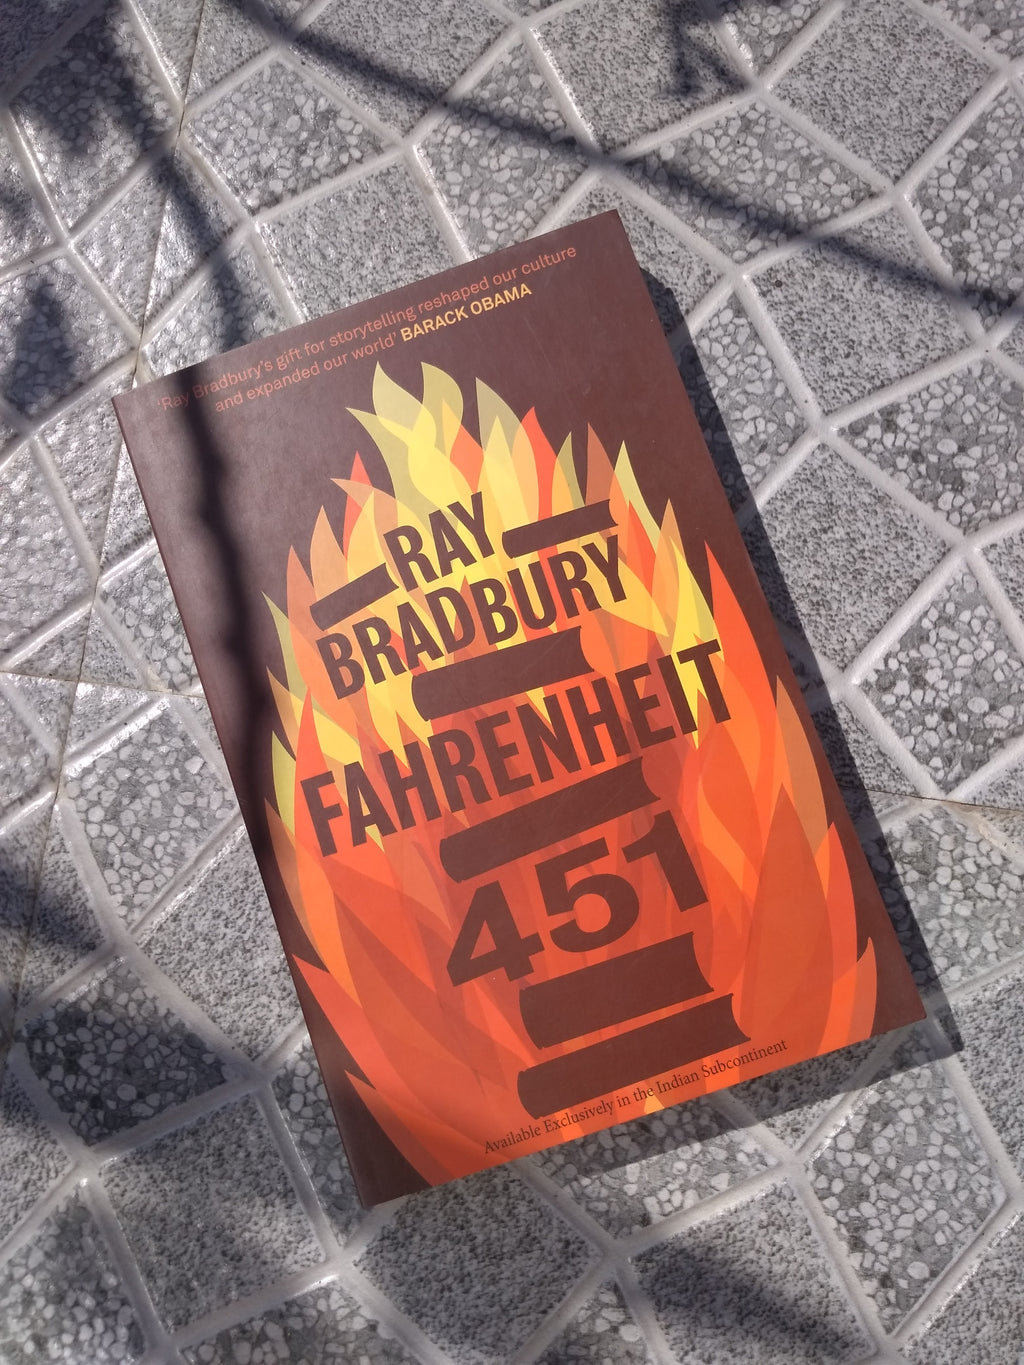 'Ray Bradbury's gift for storytelling reshaped our culture
and expanded our world' BARACK OBAMA
RAY
BRADBURY
FAHRENHEIT
451
Available Exclusively in the Indian Subcontinent